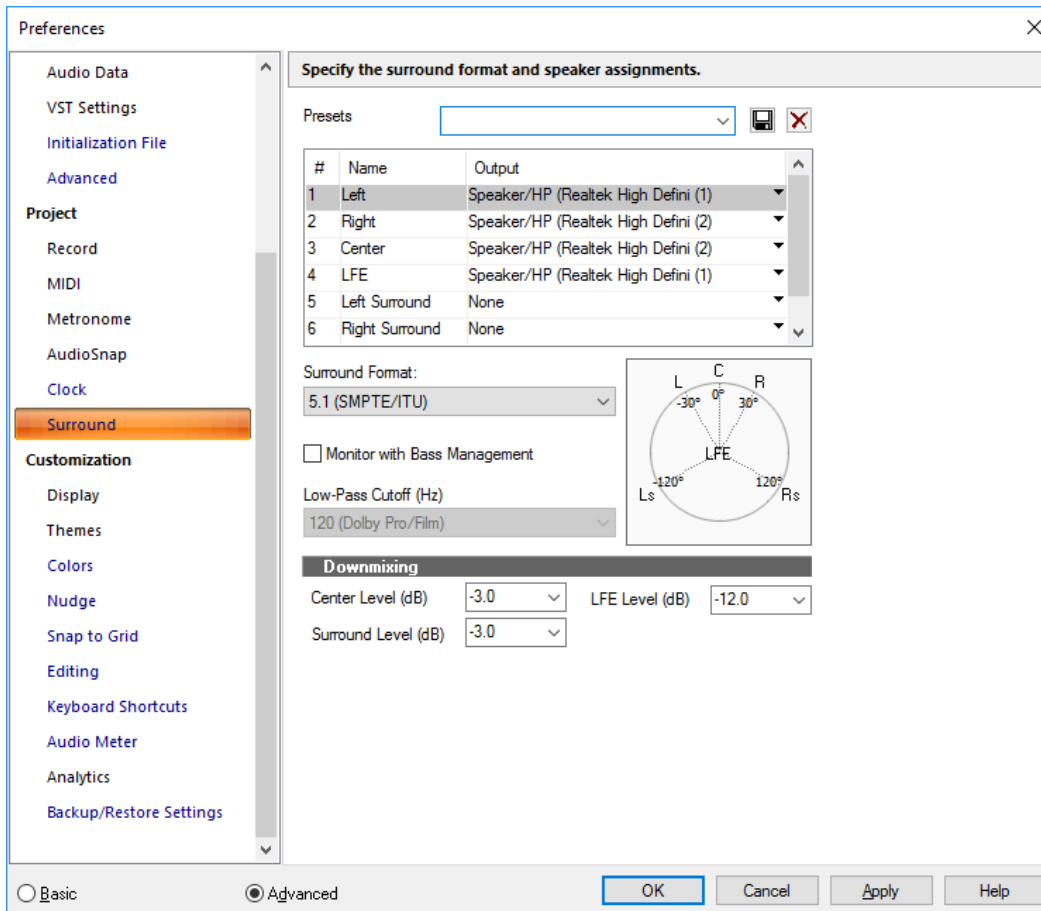 Preferences
Audio Data
VST Settings
Initialization File
Advanced
Project
Record
MIDI
Metronome
AudioSnap
Clock
Surround
Customization
Display
Themes
Colors
Nudge
Snap to Grid
Editing
Keyboard Shortcuts
Audio Meter
Analytics
Backup/Restore Settings
Specify the surround format and speaker assignments.
Presets
# Name Output
1 Left Speaker/HP (Realtek High Defini (1)
2 Right Speaker/HP (Realtek High Defini (2)
3 Center Speaker/HP (Realtek High Defini (2)
4 LFE Speaker/HP (Realtek High Defini (1)
5 Left Surround None
6 Right Surround None
Surround Format:
5.1 (SMPTE/ITU)
Monitor with Bass Management
Low-Pass Cutoff (Hz)
120 (Dolby Pro/Film)
L C R
-30° 0° 30°
LFE
-120° 120°
Ls Rs
Downmixing
Center Level (dB) -3.0 LFE Level (dB) -12.0
Surround Level (dB) -3.0
Basic Advanced OK Cancel Apply Help